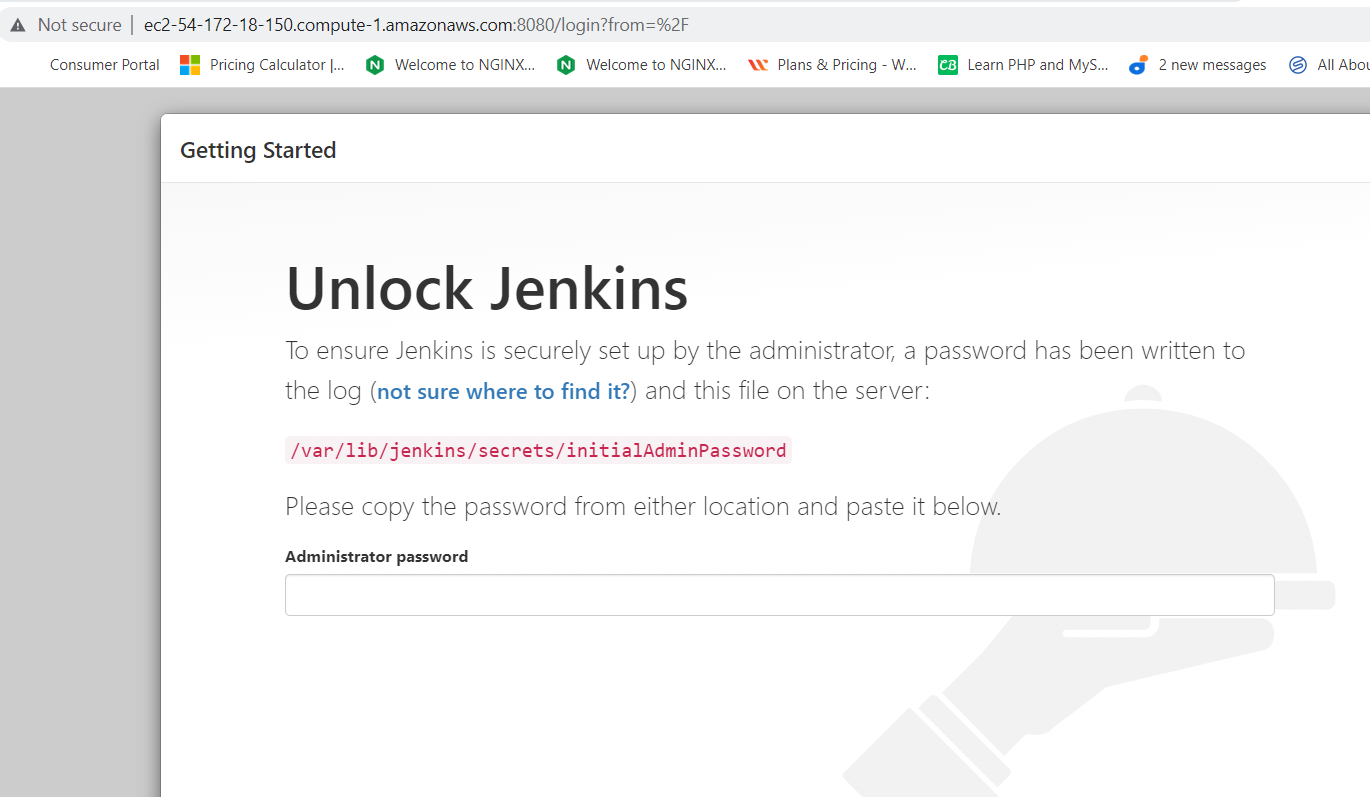 Not secure | ec2-54-172-18-150.compute-1.amazonaws.com:8080/login?from=%2F
Consumer Portal Pricing Calculator |... Welcome to NGINX... Welcome to NGINX... Plans & Pricing - W... CB Learn PHP and MyS... 2 new messages All Abou
Getting Started
Unlock Jenkins
To ensure Jenkins is securely set up by the administrator, a password has been written to
the log (not sure where to find it?) and this file on the server:
/var/lib/jenkins/secrets/initialAdminPassword
Please copy the password from either location and paste it below.
Administrator password